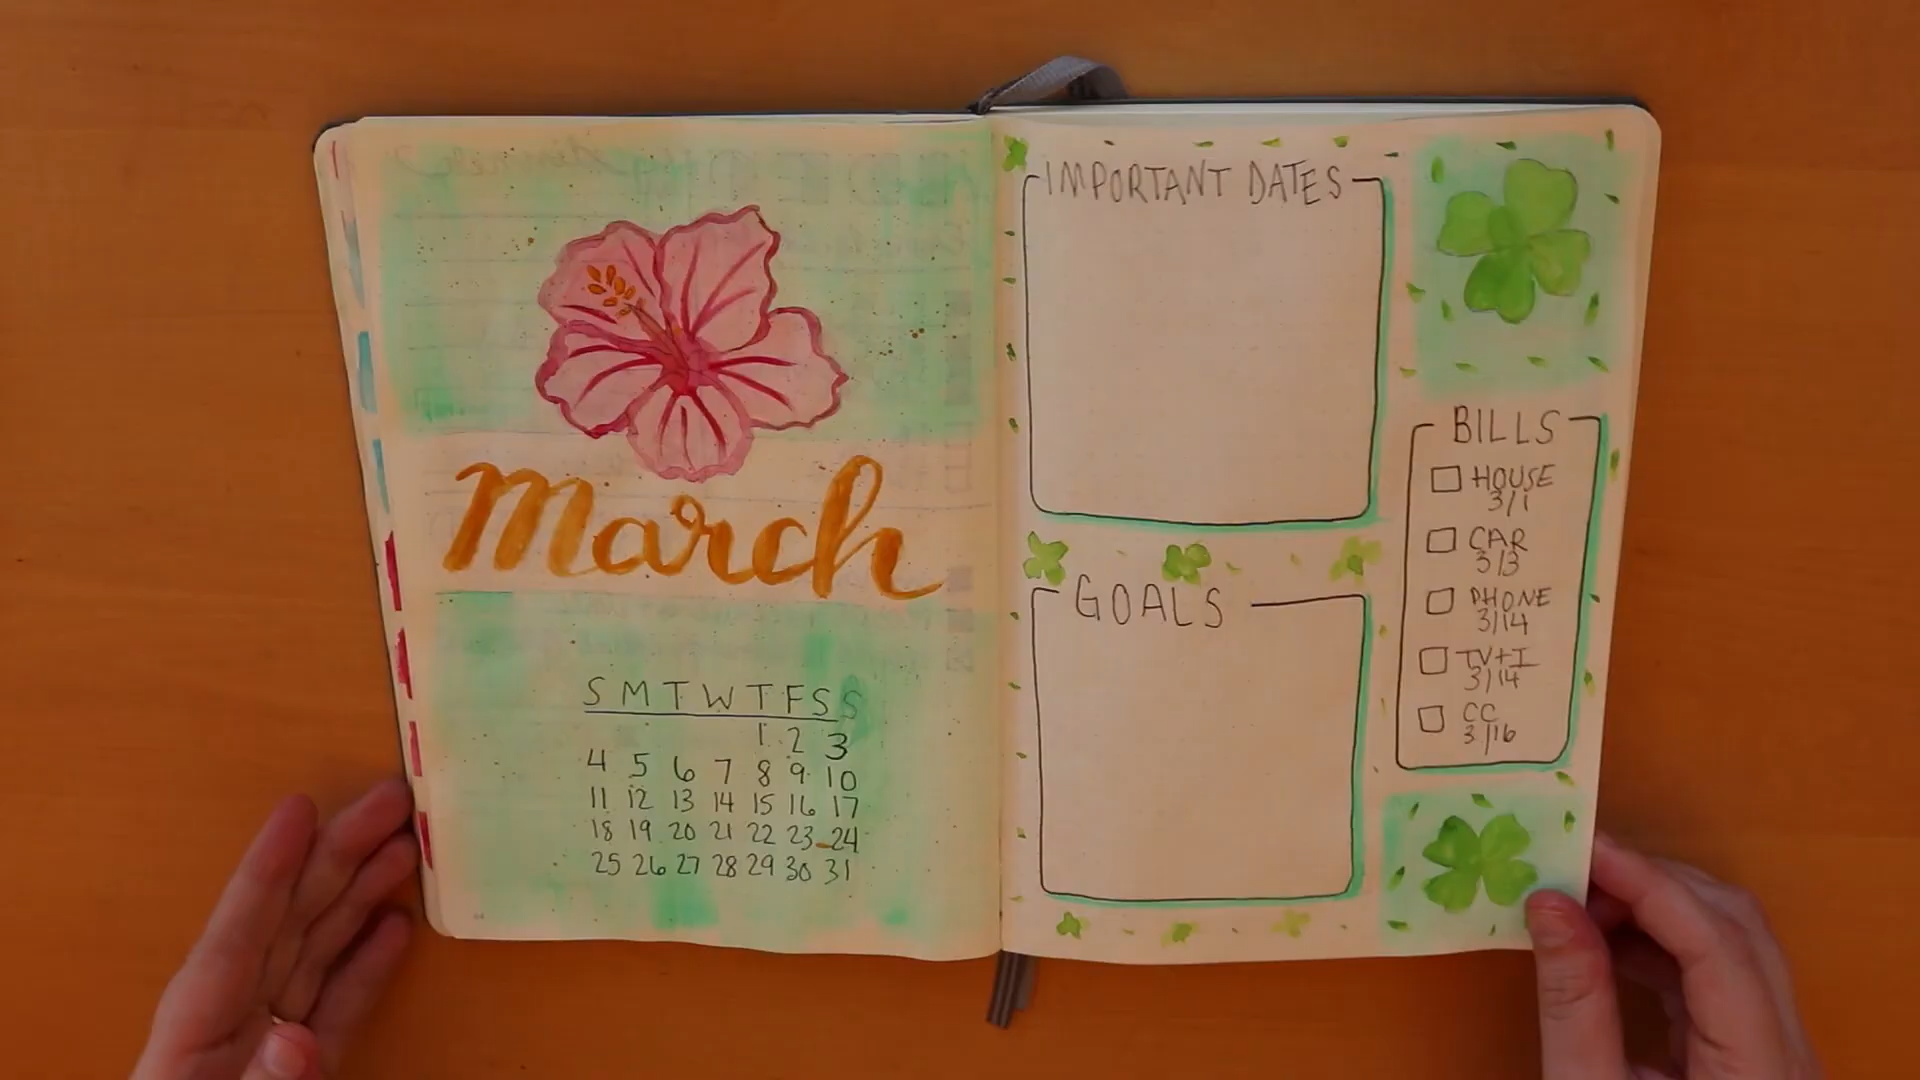 March
S M T W T F S S
1 2 3
4 5 6 7 8 9 10
11 12 13 14 15 16 17
18 19 20 21 22 23 24
25 26 27 28 29 30 31
IMPORTANT DATES
GOALS
BILLS
HOUSE
3/1
CAR
3/3
PHONE
3/14
TV+I
3/14
CC
3/16